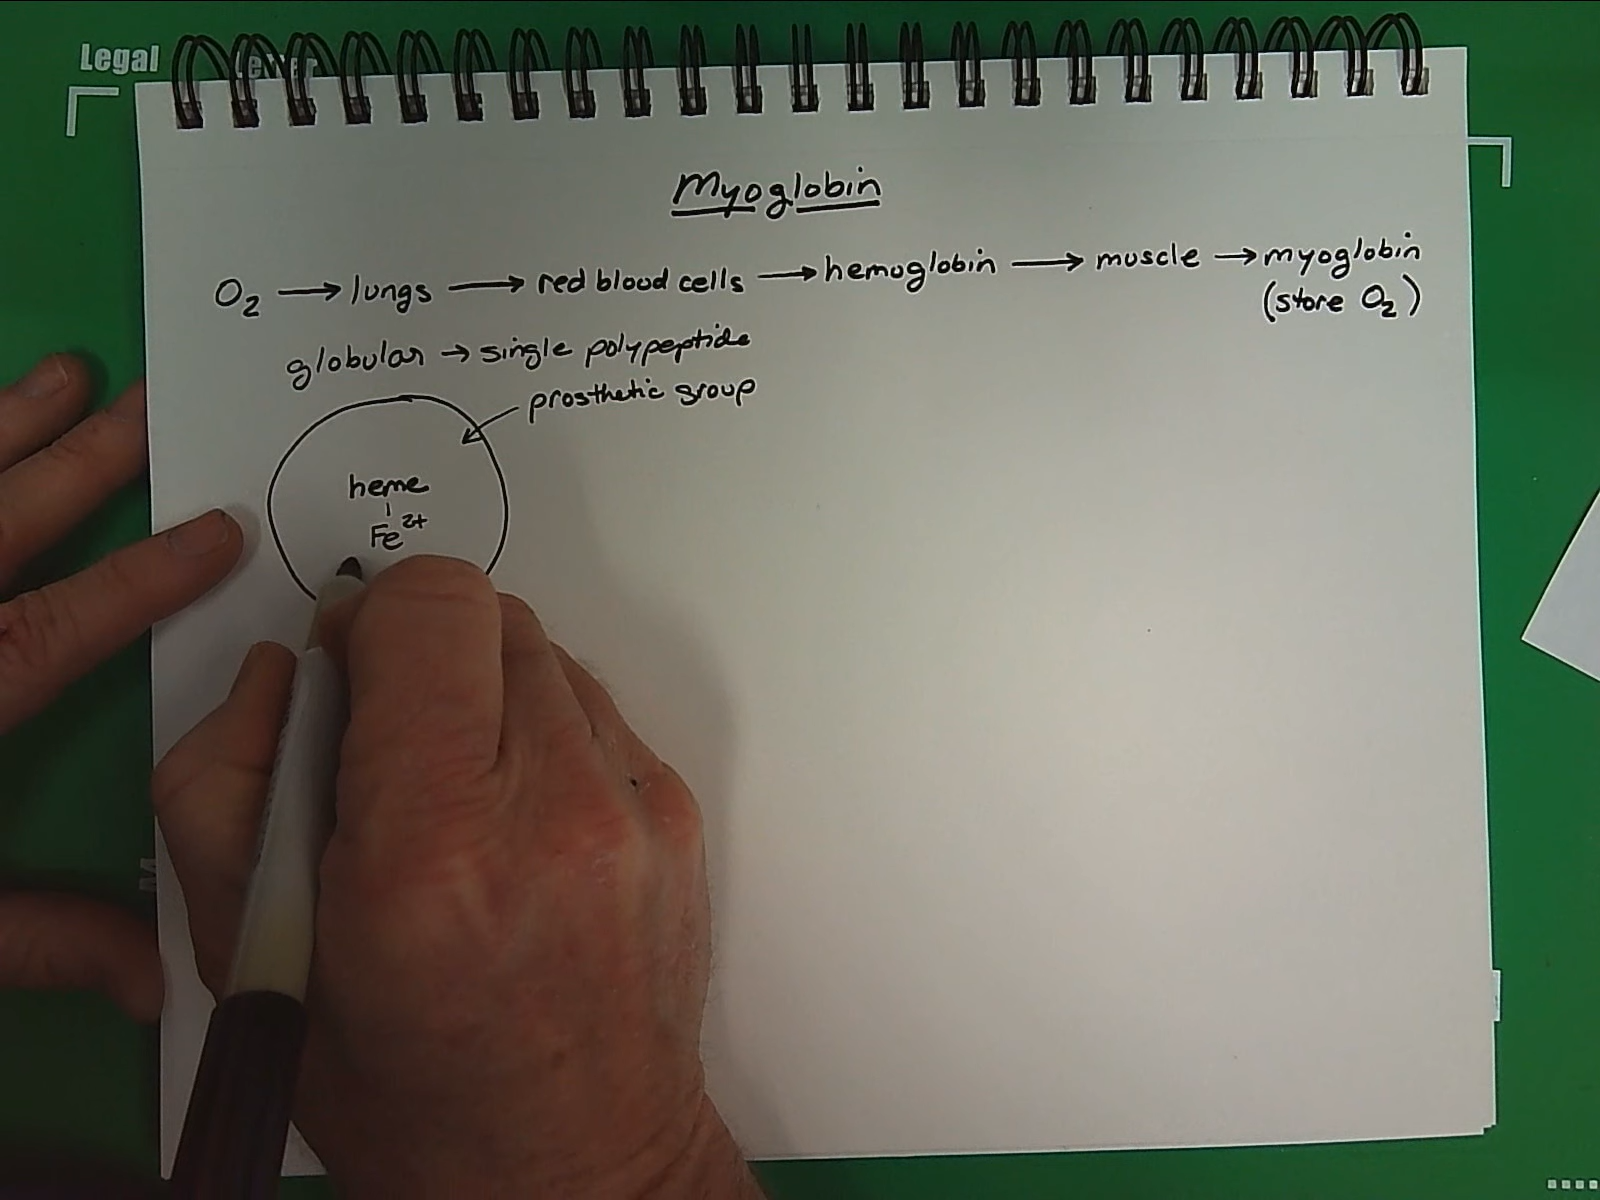 Legal
Letter
Myoglobin
O₂ → lungs → red blood cells → hemoglobin → muscle → myoglobin
(store O₂)
globular → single polypeptide
prosthetic group
heme
Fe²⁺
M